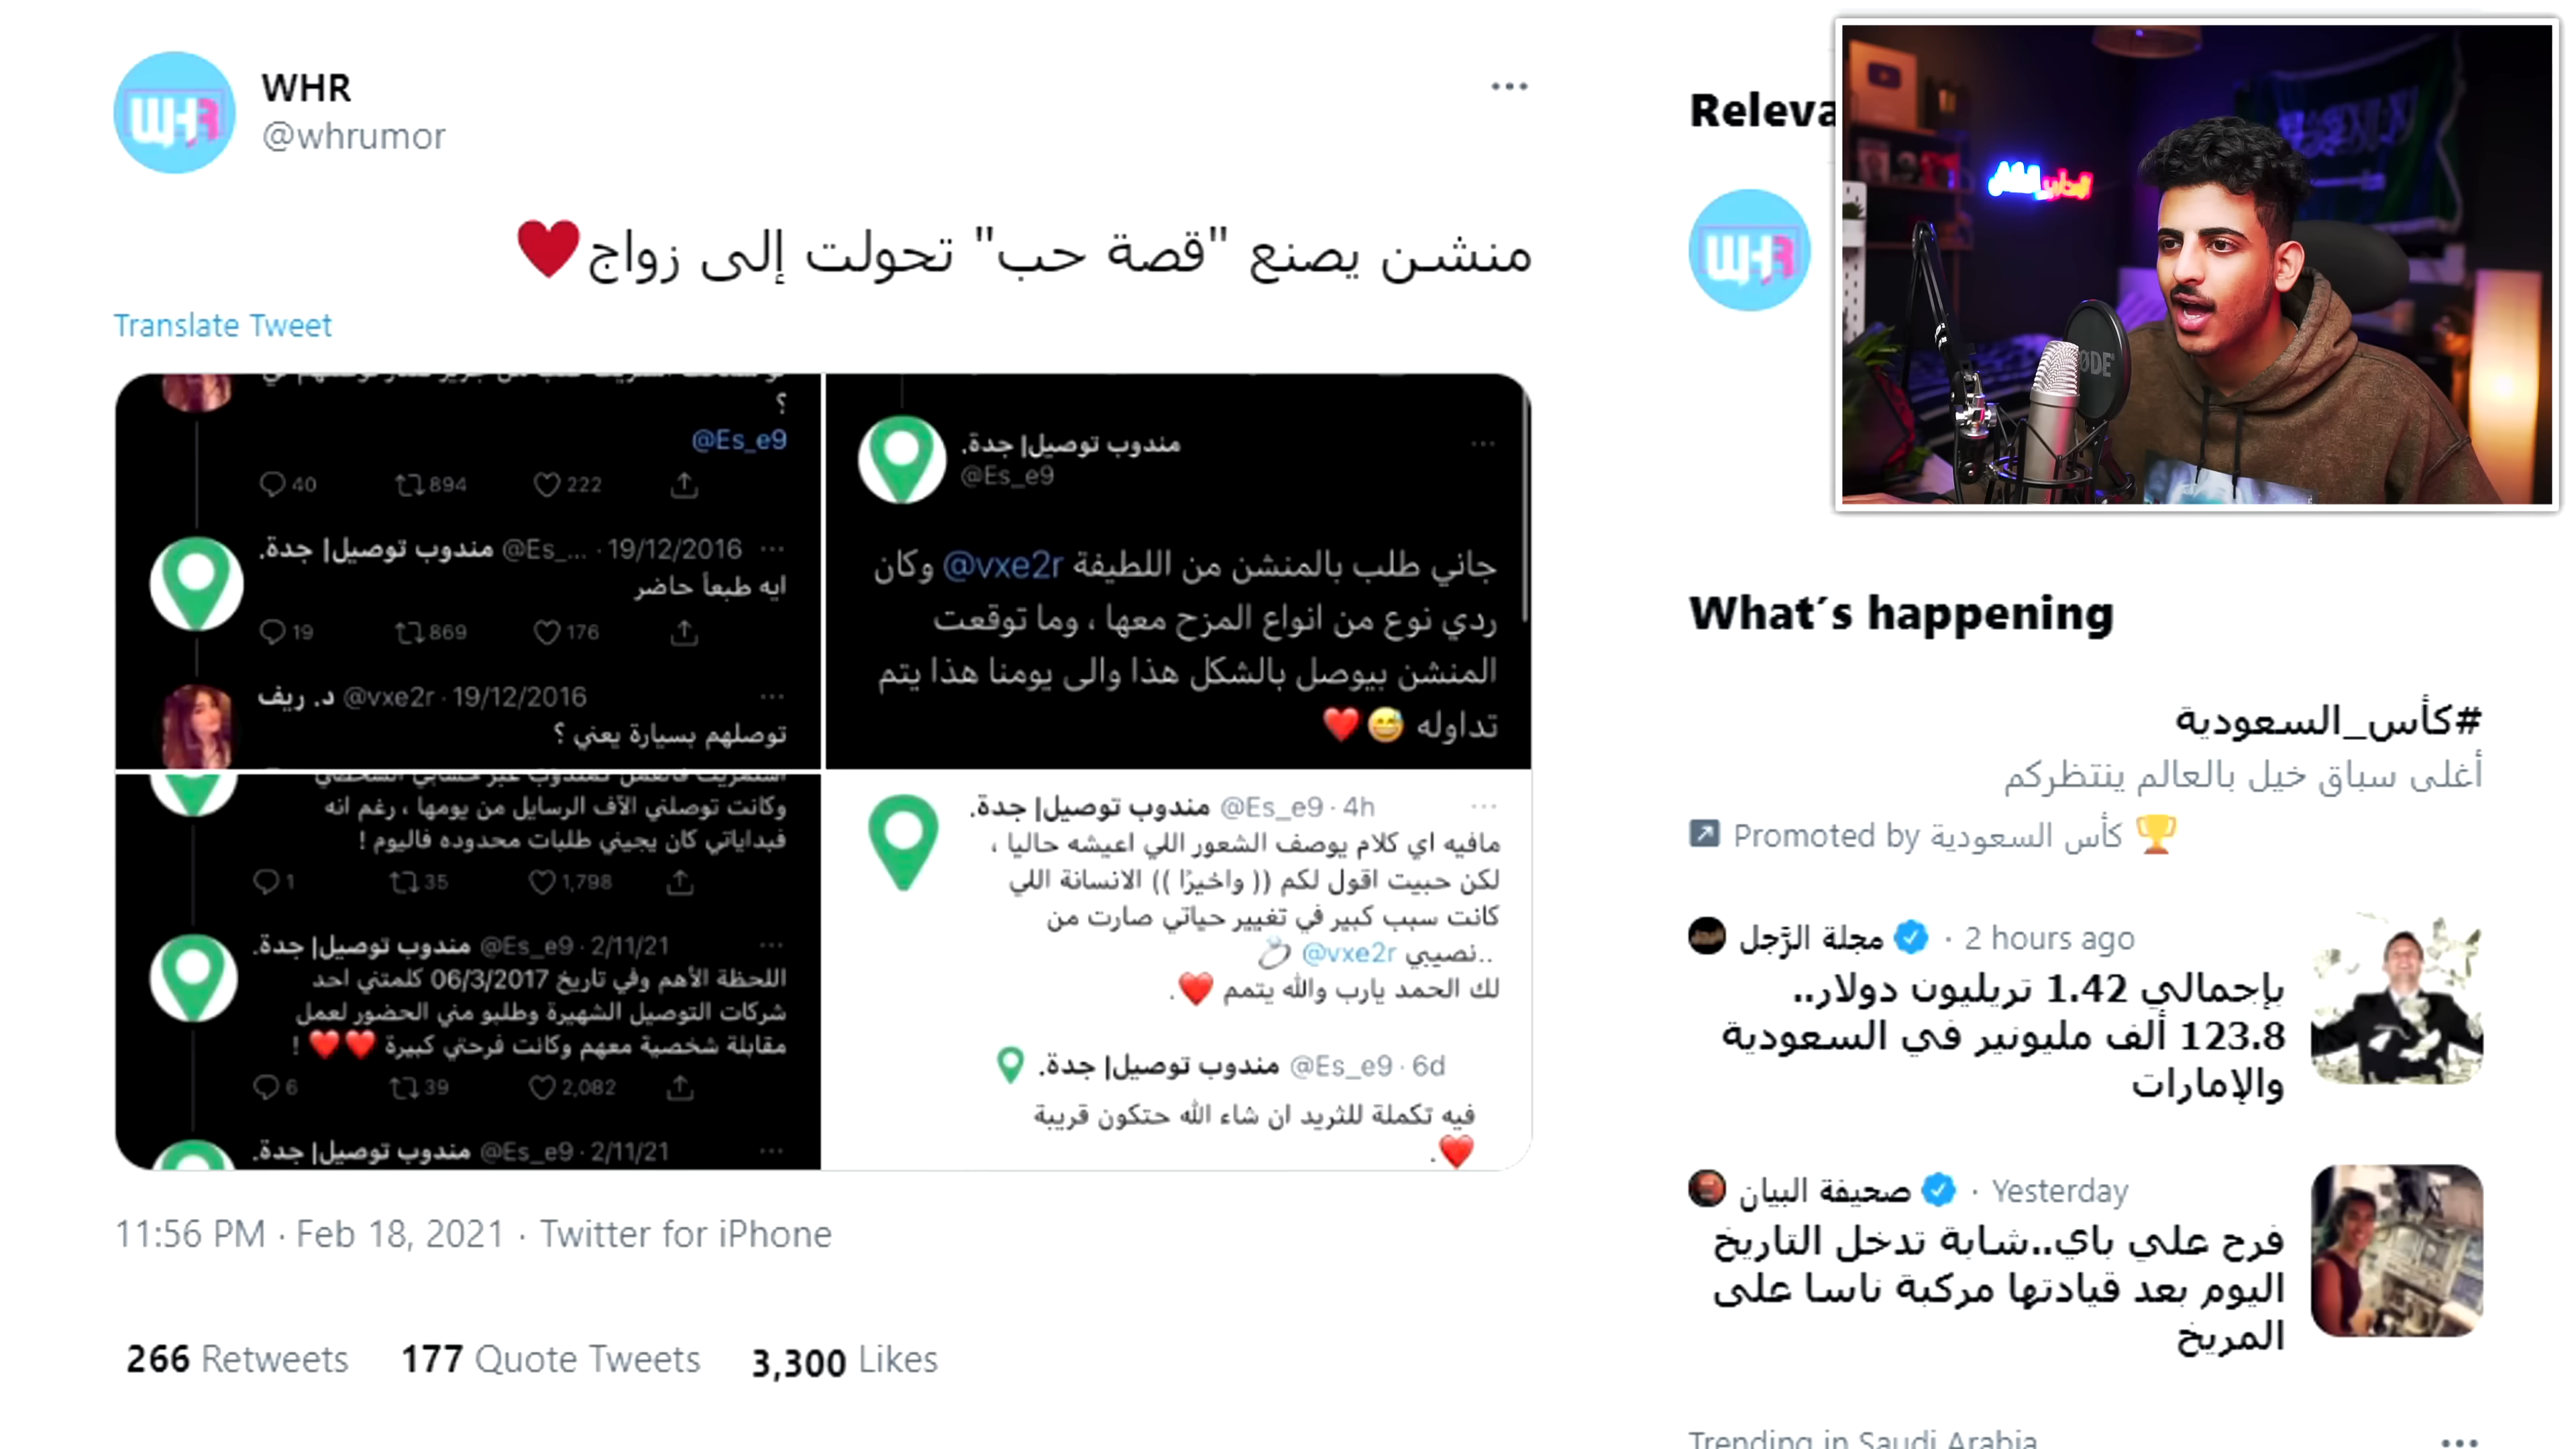 WHR
@whrumor
منشن يصنع "قصة حب" تحولت إلى زواج❤️
Translate Tweet
؟
@Es_e9
40 894 222
مندوب توصيل| جدة. @Es_... · 19/12/2016
ايه طبعاً حاضر
19 869 176
د. ريف @vxe2r · 19/12/2016
توصلهم بسيارة يعني ؟
مندوب توصيل| جدة.
@Es_e9
جاني طلب بالمنشن من اللطيفة @vxe2r وكان
ردي نوع من انواع المزح معها ، وما توقعت
المنشن بيوصل بالشكل هذا والى يومنا هذا يتم
تداوله 😅❤️
وكانت توصلني الآف الرسايل من يومها ، رغم انه
فبداياتي كان يجيني طلبات محدوده فاليوم !
1 35 1,798
مندوب توصيل| جدة. @Es_e9 · 2/11/21
اللحظة الأهم وفي تاريخ 06/3/2017 كلمتني احد
شركات التوصيل الشهيرة وطلبو مني الحضور لعمل
مقابلة شخصية معهم وكانت فرحتي كبيرة ❤️❤️ !
6 39 2,082
مندوب توصيل| جدة. @Es_e9 · 2/11/21
مندوب توصيل| جدة. @Es_e9 · 4h
مافيه اي كلام يوصف الشعور اللي اعيشه حاليا ،
لكن حبيت اقول لكم (( واخيرًا )) الانسانة اللي
كانت سبب كبير في تغيير حياتي صارت من
نصيبي.. @vxe2r 💍
لك الحمد يارب والله يتمم ❤️.
مندوب توصيل| جدة. @Es_e9 · 6d
فيه تكملة للثريد ان شاء الله حتكون قريبة
❤️.
11:56 PM · Feb 18, 2021 · Twitter for iPhone
266 Retweets 177 Quote Tweets 3,300 Likes
Releva
What's happening
#كأس_السعودية
أغلى سباق خيل بالعالم ينتظركم
Promoted by كأس السعودية 🏆
مجلة الرَّجل · 2 hours ago
بإجمالي 1.42 تريليون دولار..
123.8 ألف مليونير في السعودية
والإمارات
صحيفة البيان · Yesterday
فرح علي باي..شابة تدخل التاريخ
اليوم بعد قيادتها مركبة ناسا على
المريخ
Trending in Saudi Arabia